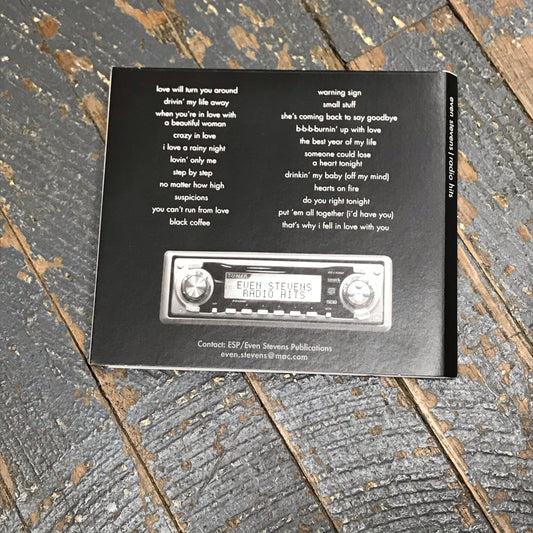 love will turn you around
drivin' my life away
when you're in love with
a beautiful woman
crazy in love
i love a rainy night
lovin' only me
step by step
no matter how high
suspicions
you can't run from love
black coffee
warning sign
small stuff
she's coming back to say goodbye
b-b-b-burnin' up with love
the best year of my life
someone could lose
a heart tonight
drinkin' my baby (off my mind)
hearts on fire
do you right tonight
put 'em all together (i'd have you)
that's why i fell in love with you
EVEN STEVENS
RADIO HITS
Contact: ESP/Even Stevens Publications
even.stevens@mac.com
even stevens | radio hits